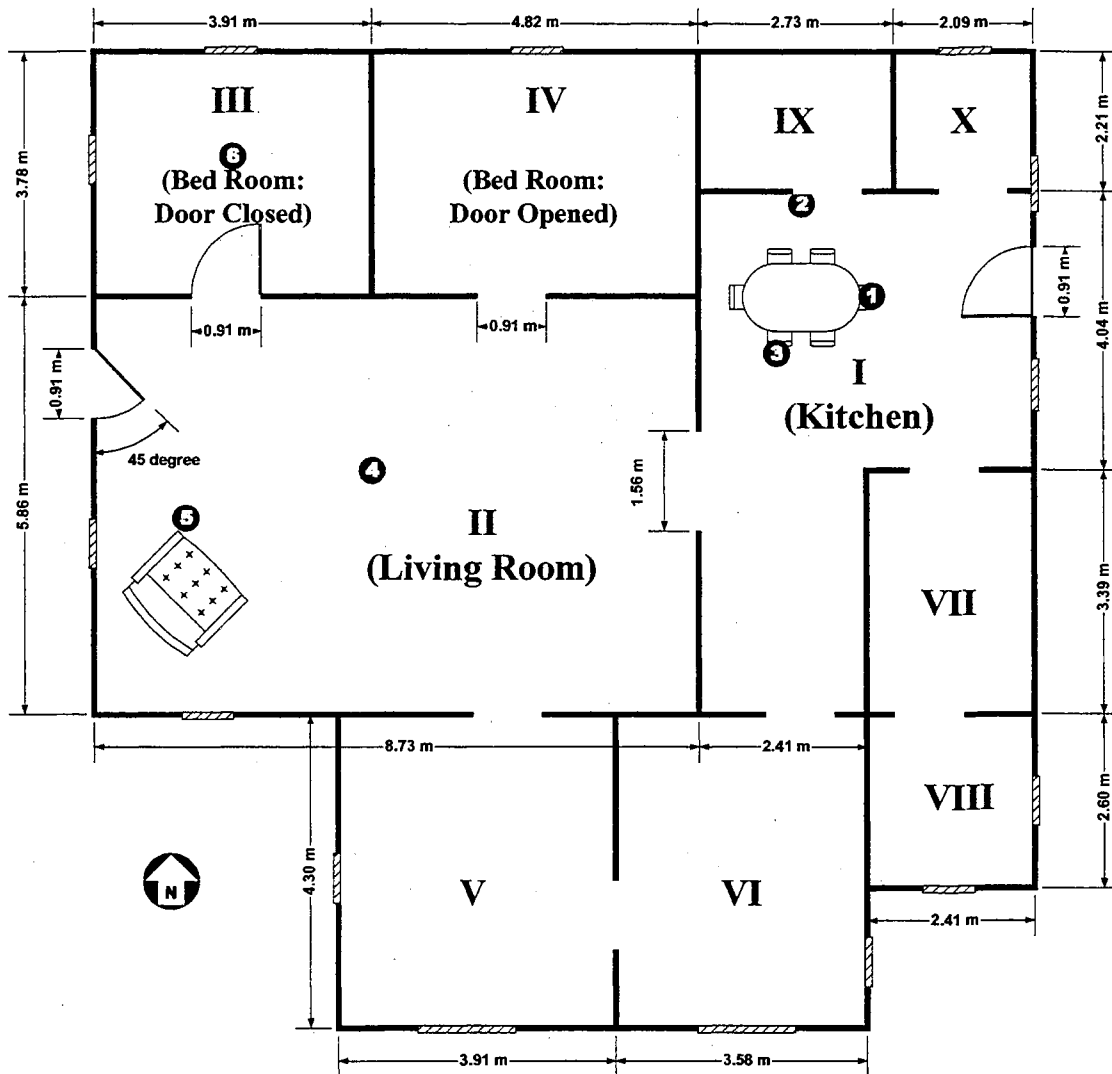 3.91 m
4.82 m
2.73 m
2.09 m
III
IV
IX
X
2.21 m
6
(Bed Room:
Door Closed)
(Bed Room:
Door Opened)
3.78 m
2
1
0.91 m
4.04 m
0.91 m
0.91 m
3
I
(Kitchen)
0.91 m
45 degree
4
1.56 m
5.86 m
5
II
(Living Room)
VII
3.39 m
8.73 m
2.41 m
VIII
2.60 m
N
4.30 m
V
VI
2.41 m
3.91 m
3.58 m